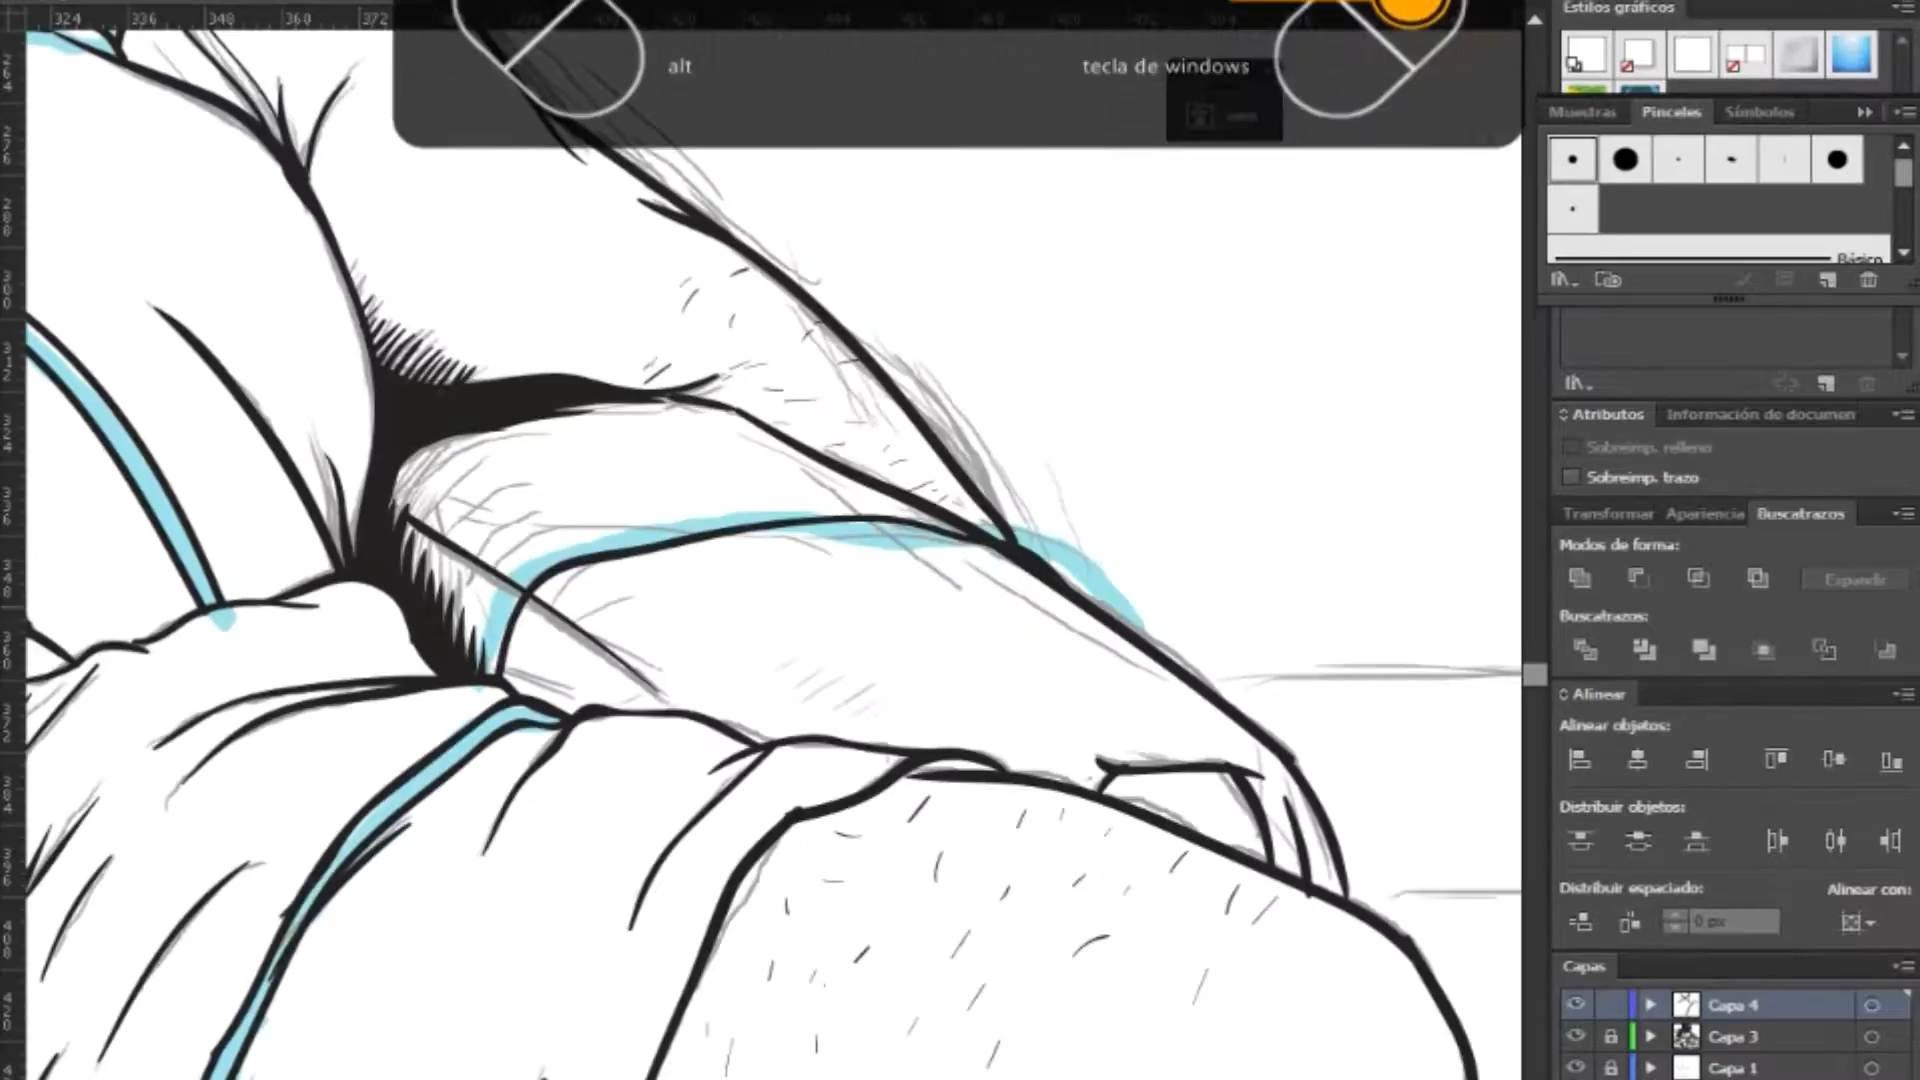 324 336 348 360 372
Estilos gráficos
alt
tecla de windows
Muestras Pinceles Símbolos
Básico
Atributos Información de documen
Sobreimp. relleno
Sobreimp. trazo
Transformar Apariencia Buscatrazos
Modos de forma:
Expandir
Buscatrazos:
Alinear
Alinear objetos:
Distribuir objetos:
Distribuir espaciado: Alinear con:
0 px
Capas
Capa 4
Capa 3
Capa 1